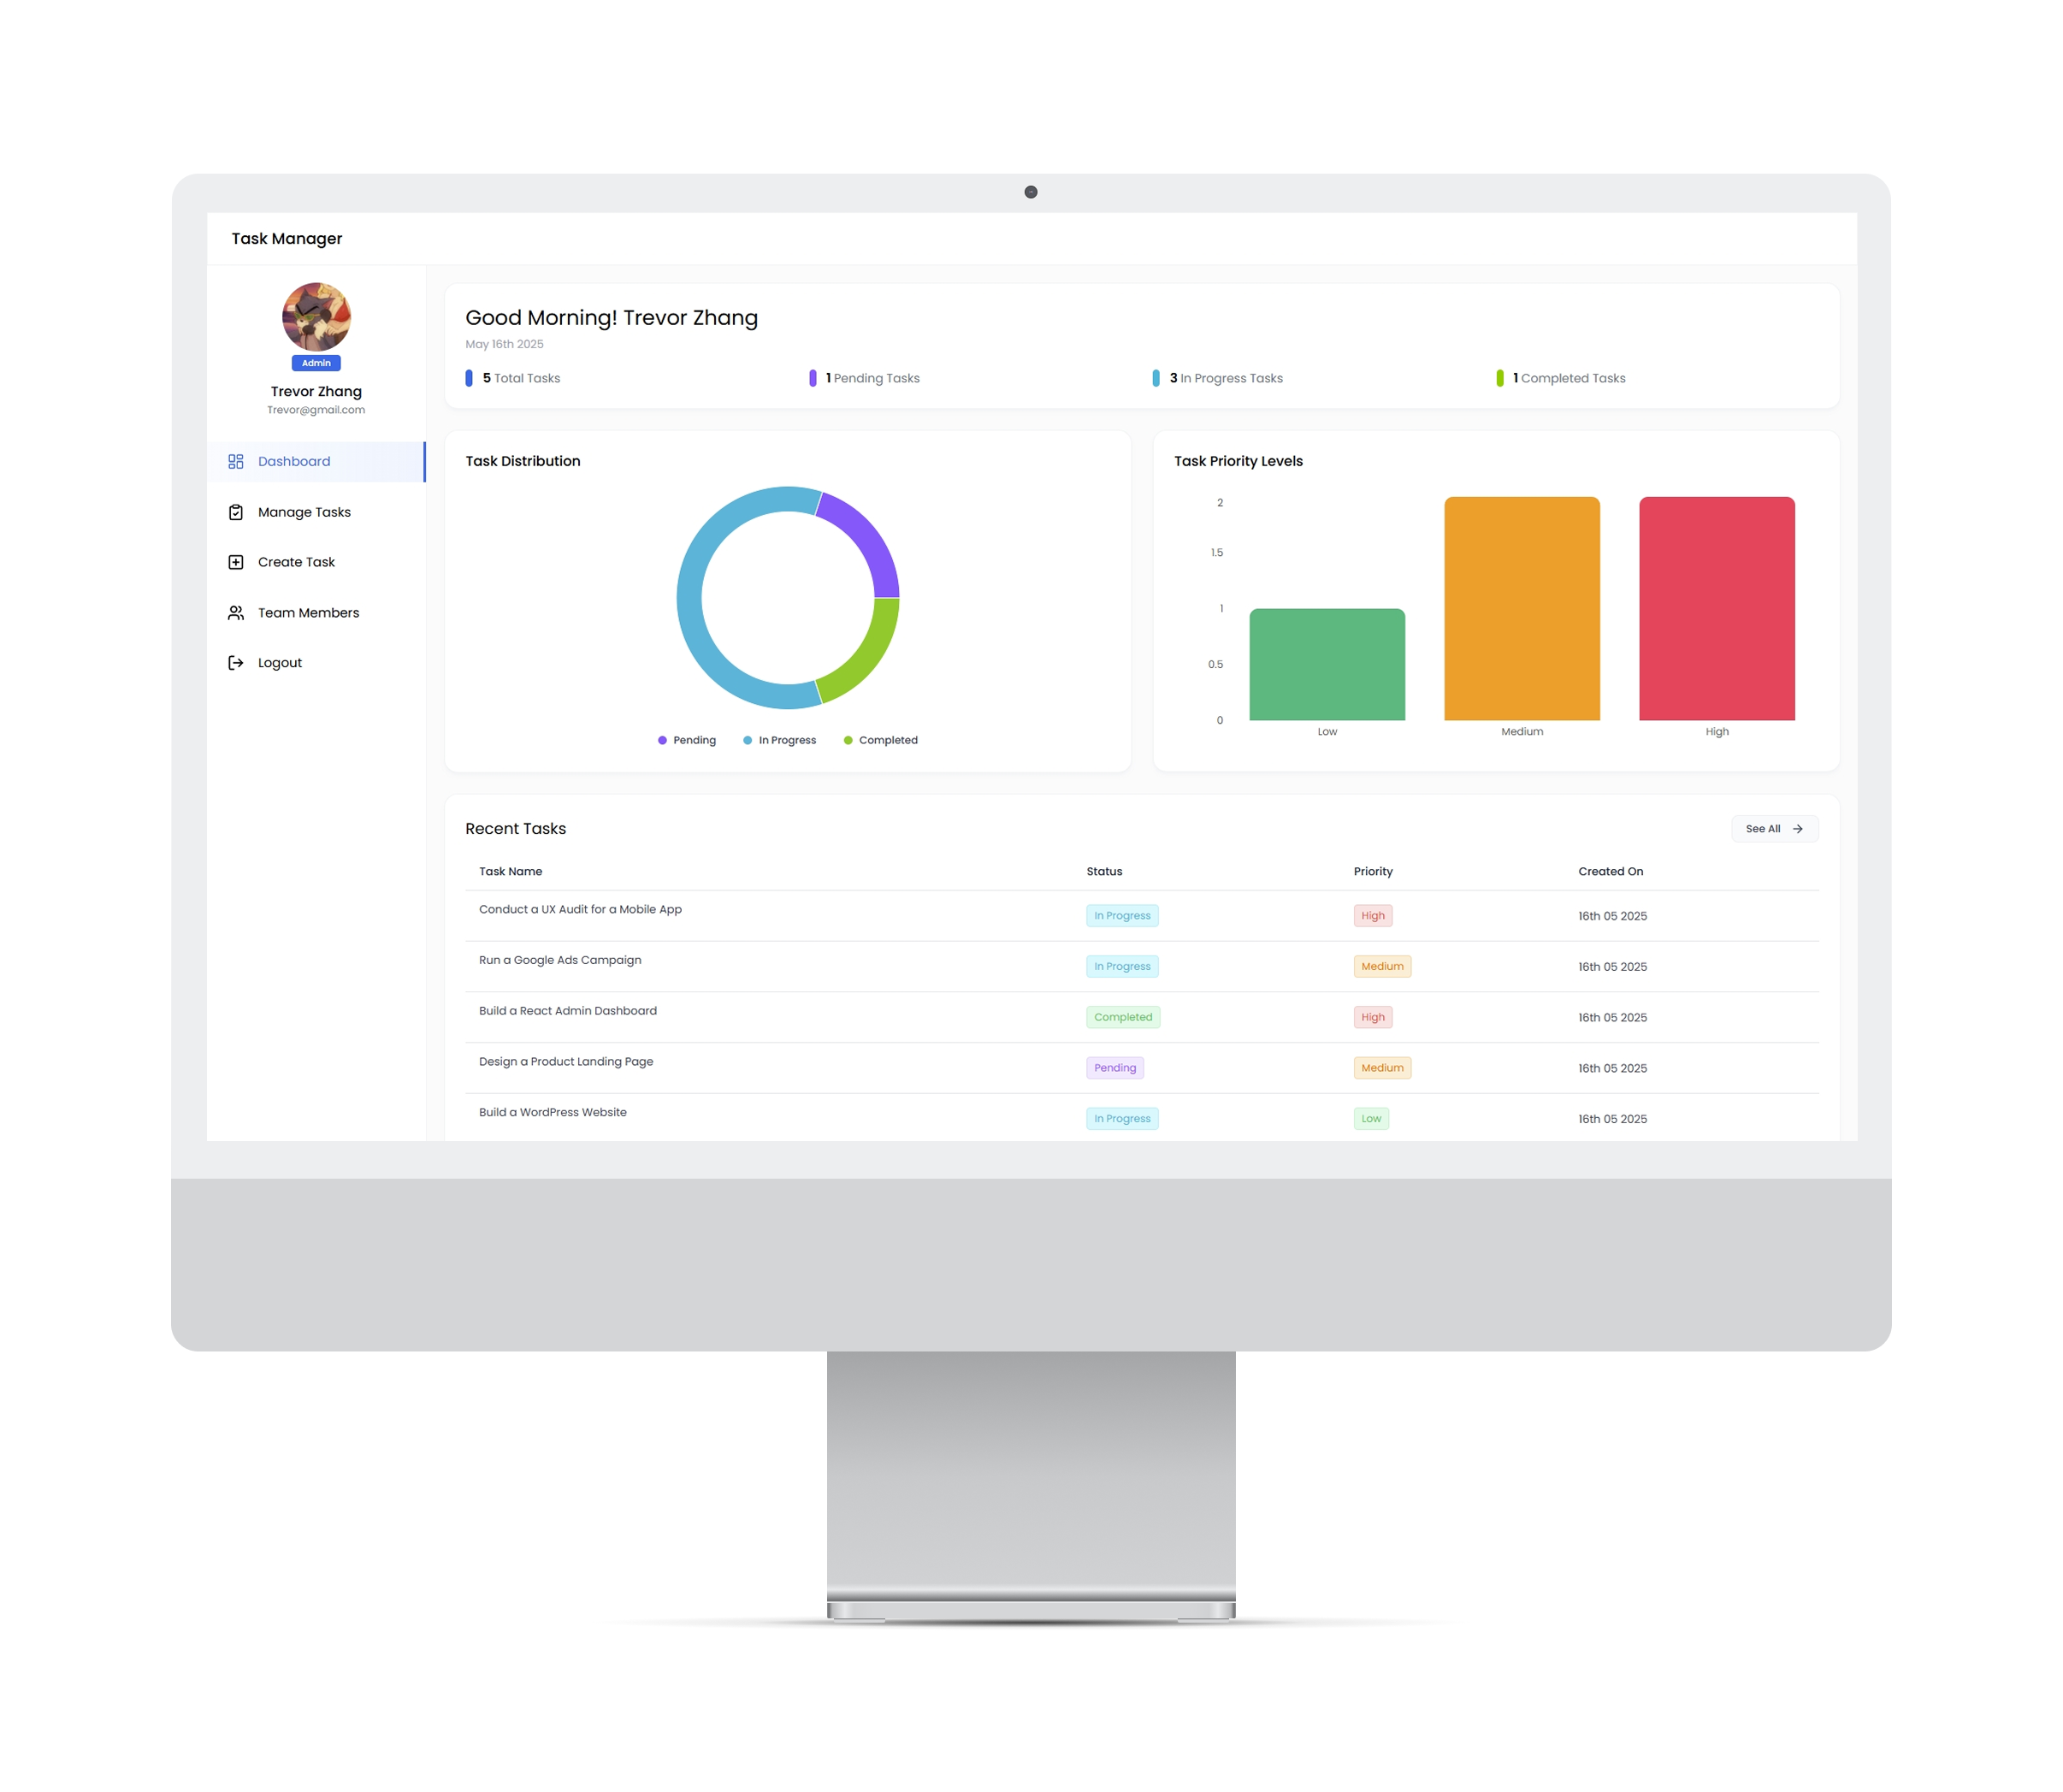 Task Manager
Admin
Trevor Zhang
Trevor@gmail.com
Dashboard
Manage Tasks
Create Task
Team Members
Logout
Good Morning! Trevor Zhang
May 16th 2025
5 Total Tasks
1 Pending Tasks
3 In Progress Tasks
1 Completed Tasks
Task Distribution
Pending
In Progress
Completed
Task Priority Levels
2
1.5
1
0.5
0
Low
Medium
High
Recent Tasks
See All
Task Name Status Priority Created On
Conduct a UX Audit for a Mobile App In Progress High 16th 05 2025
Run a Google Ads Campaign In Progress Medium 16th 05 2025
Build a React Admin Dashboard Completed High 16th 05 2025
Design a Product Landing Page Pending Medium 16th 05 2025
Build a WordPress Website In Progress Low 16th 05 2025